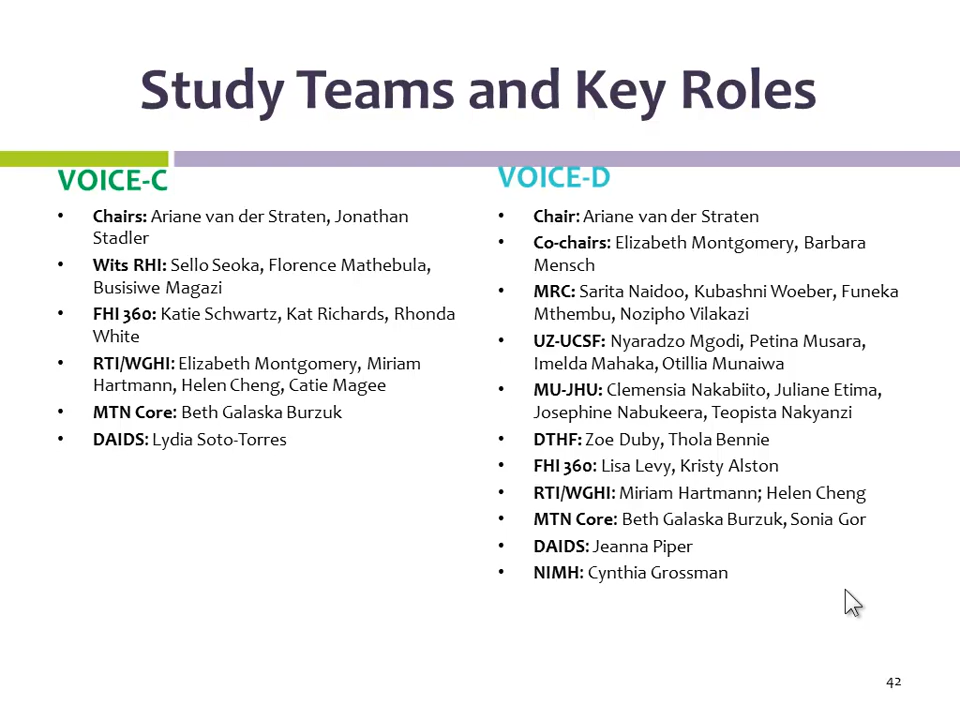 Study Teams and Key Roles
VOICE-C
• Chairs: Ariane van der Straten, Jonathan
Stadler
• Wits RHI: Sello Seoka, Florence Mathebula,
Busisiwe Magazi
• FHI 360: Katie Schwartz, Kat Richards, Rhonda
White
• RTI/WGHI: Elizabeth Montgomery, Miriam
Hartmann, Helen Cheng, Catie Magee
• MTN Core: Beth Galaska Burzuk
• DAIDS: Lydia Soto-Torres
VOICE-D
• Chair: Ariane van der Straten
• Co-chairs: Elizabeth Montgomery, Barbara
Mensch
• MRC: Sarita Naidoo, Kubashni Woeber, Funeka
Mthembu, Nozipho Vilakazi
• UZ-UCSF: Nyaradzo Mgodi, Petina Musara,
Imelda Mahaka, Otillia Munaiwa
• MU-JHU: Clemensia Nakabiito, Juliane Etima,
Josephine Nabukeera, Teopista Nakyanzi
• DTHF: Zoe Duby, Thola Bennie
• FHI 360: Lisa Levy, Kristy Alston
• RTI/WGHI: Miriam Hartmann; Helen Cheng
• MTN Core: Beth Galaska Burzuk, Sonia Gor
• DAIDS: Jeanna Piper
• NIMH: Cynthia Grossman
42